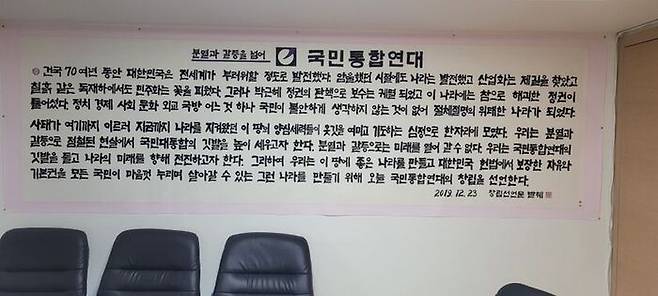 분열과 갈등을 넘어 국민통합연대
건국 70여년 동안 대한민국은 전세계가 부러워할 정도로 발전했다. 암울했던 시절에도 나라는 발전했고 산업화는 제길을 찾았고
칠흙 같은 독재하에서도 민주화는 꽃을 피웠다. 그러나 박근혜 정권의 탄핵으로 보수는 궤멸 되었고 이 나라에는 참으로 해괴한 정권이
들어섰다. 정치 경제 사회 문화 외교 국방 어느것 하나 국민이 불안하게 생각하지 않는 것이 없어 절체절명의 위태한 나라가 되었다.
사태가 여기까지 이르러 지금까지 나라를 지켜왔던 이 땅의 양심세력들이 옷깃을 여미고 기도하는 심정으로 한자리에 모였다. 우리는 분열과
갈등으로 점철된 현실에서 국민대통합의 깃발을 높이 세우고자 한다. 분열과 갈등으로는 미래를 열어 갈 수 없다. 우리는 국민통합연대의
깃발을 들고 나라의 미래를 향해 전진하고자 한다. 그리하여 우리는 이 땅에 좋은 나라를 만들고 대한민국 헌법에서 보장한 자유와
기본권을 모든 국민이 마음껏 누리며 살아갈 수 있는 그런 나라를 만들기 위해 오늘 국민통합연대의 창립을 선언한다.
2019. 12. 23 창립선언문 발췌